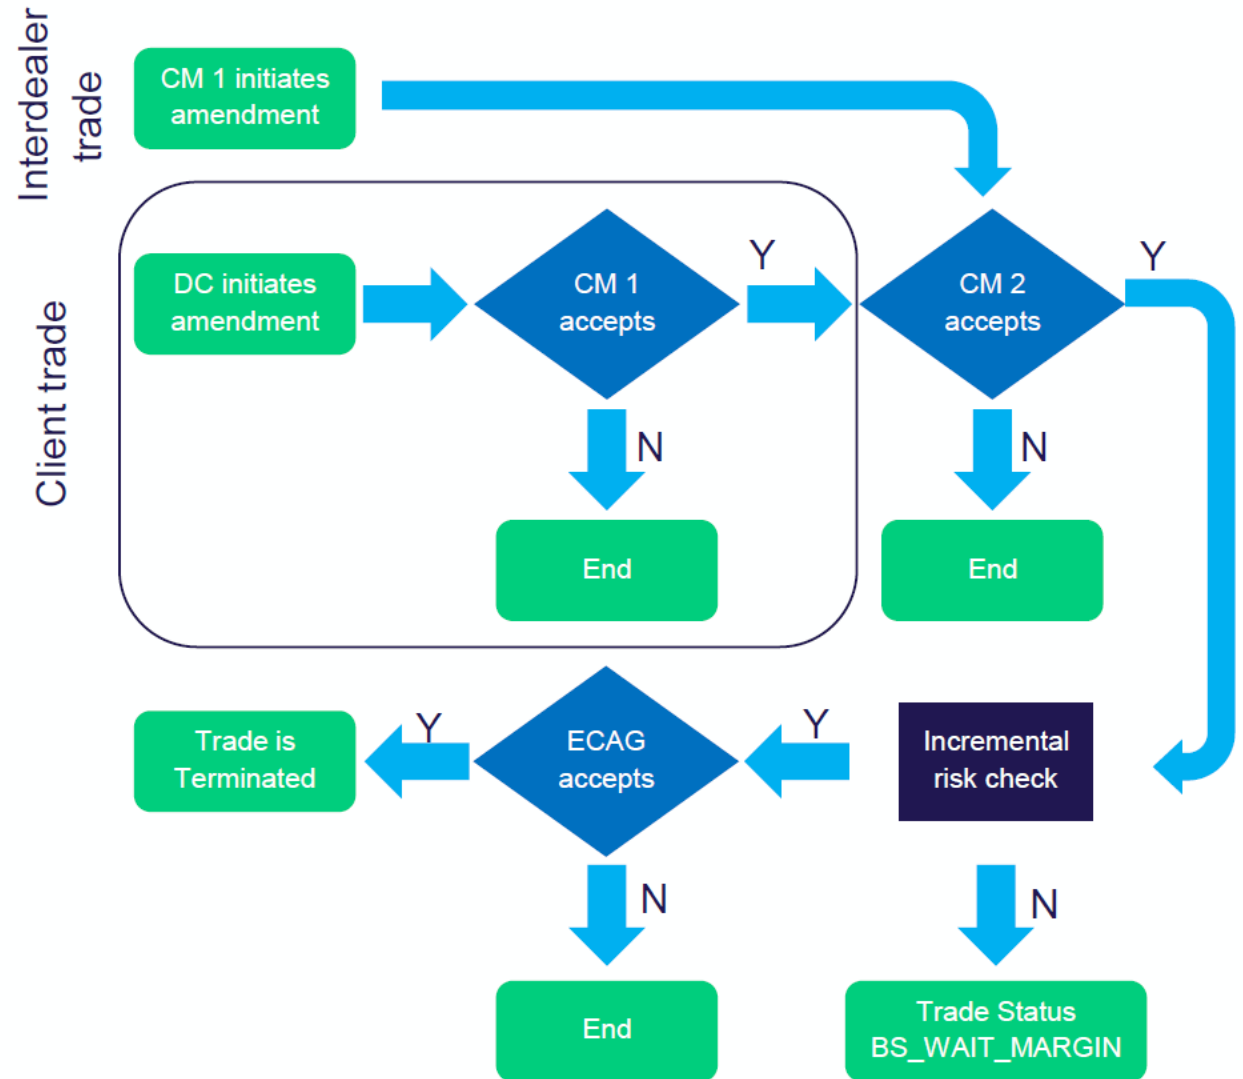 Interdealer
trade
CM 1 initiates
amendment
Client trade
DC initiates
amendment
CM 1
accepts
Y
CM 2
accepts
Y
N
N
End
End
Trade is
Terminated
Y
ECAG
accepts
Y
Incremental
risk check
N
N
End
Trade Status
BS_WAIT_MARGIN